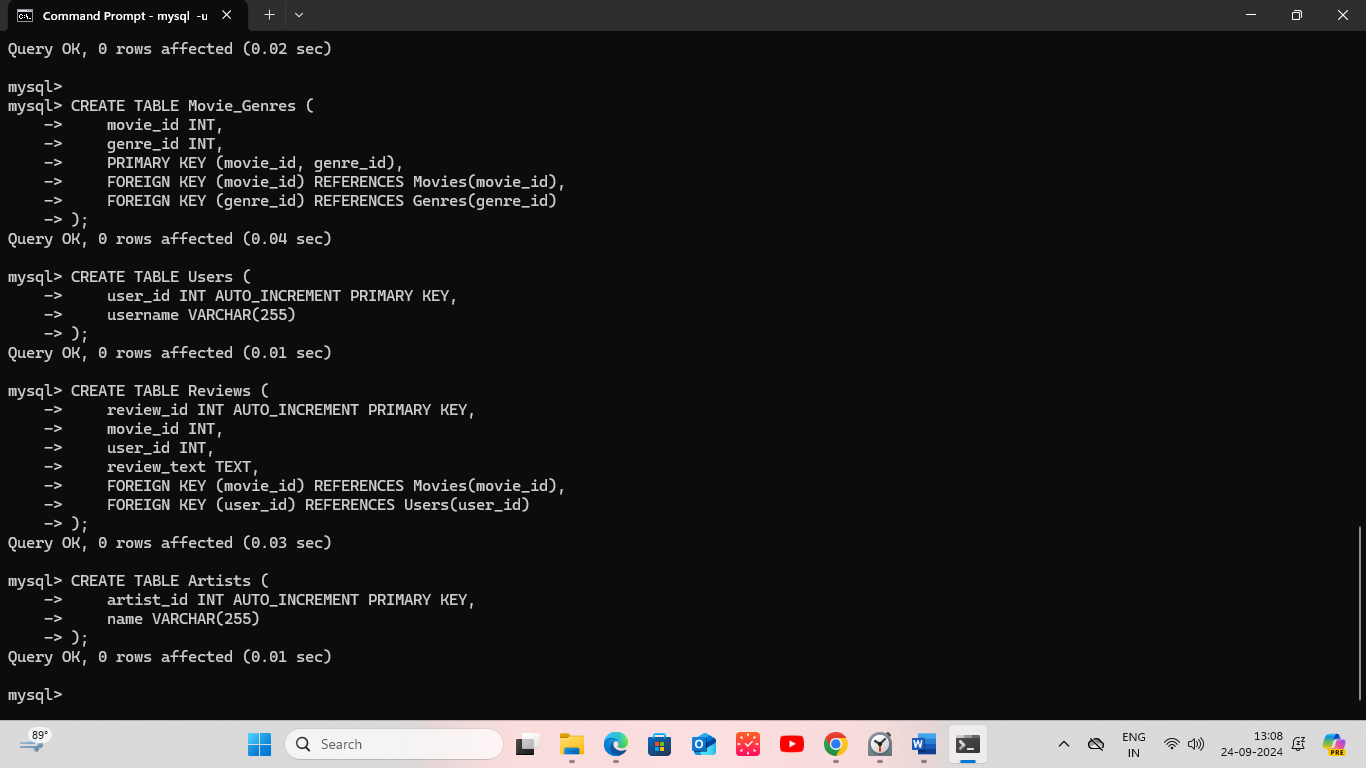 Command Prompt - mysql -u
Query OK, 0 rows affected (0.02 sec)
mysql>
mysql> CREATE TABLE Movie_Genres (
    ->     movie_id INT,
    ->     genre_id INT,
    ->     PRIMARY KEY (movie_id, genre_id),
    ->     FOREIGN KEY (movie_id) REFERENCES Movies(movie_id),
    ->     FOREIGN KEY (genre_id) REFERENCES Genres(genre_id)
    -> );
Query OK, 0 rows affected (0.04 sec)
mysql> CREATE TABLE Users (
    ->     user_id INT AUTO_INCREMENT PRIMARY KEY,
    ->     username VARCHAR(255)
    -> );
Query OK, 0 rows affected (0.01 sec)
mysql> CREATE TABLE Reviews (
    ->     review_id INT AUTO_INCREMENT PRIMARY KEY,
    ->     movie_id INT,
    ->     user_id INT,
    ->     review_text TEXT,
    ->     FOREIGN KEY (movie_id) REFERENCES Movies(movie_id),
    ->     FOREIGN KEY (user_id) REFERENCES Users(user_id)
    -> );
Query OK, 0 rows affected (0.03 sec)
mysql> CREATE TABLE Artists (
    ->     artist_id INT AUTO_INCREMENT PRIMARY KEY,
    ->     name VARCHAR(255)
    -> );
Query OK, 0 rows affected (0.01 sec)
mysql>
89°
Search
ENG
IN
13:08
24-09-2024
PRE